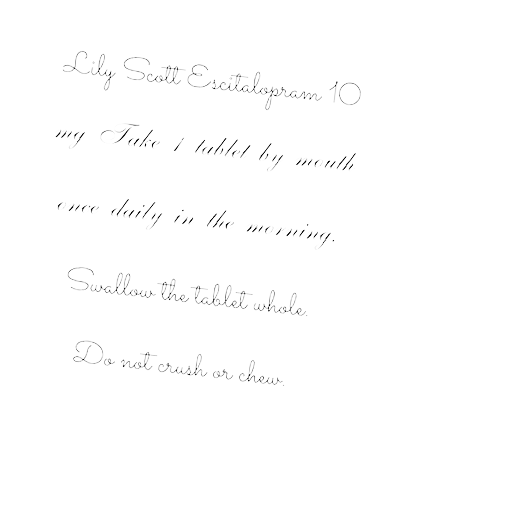 Lily Scott Escitalopram 10
mg Take 1 tablet by mouth
once daily in the morning.
Swallow the tablet whole.
Do not crush or chew.